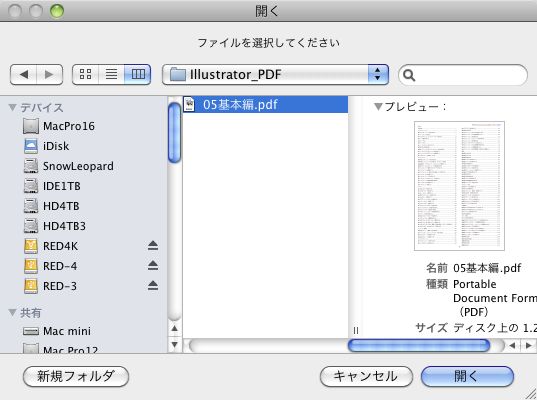 開く
ファイルを選択してください
Illustrator_PDF
デバイス
MacPro16
iDisk
SnowLeopard
IDE1TB
HD4TB
HD4TB3
RED4K
RED-4
RED-3
共有
Mac mini
Mac Pro12
05基本編.pdf
プレビュー：
名前 05基本編.pdf
種類 Portable
Document Form
（PDF）
サイズ ディスク上の 1.2
新規フォルダ
キャンセル
開く